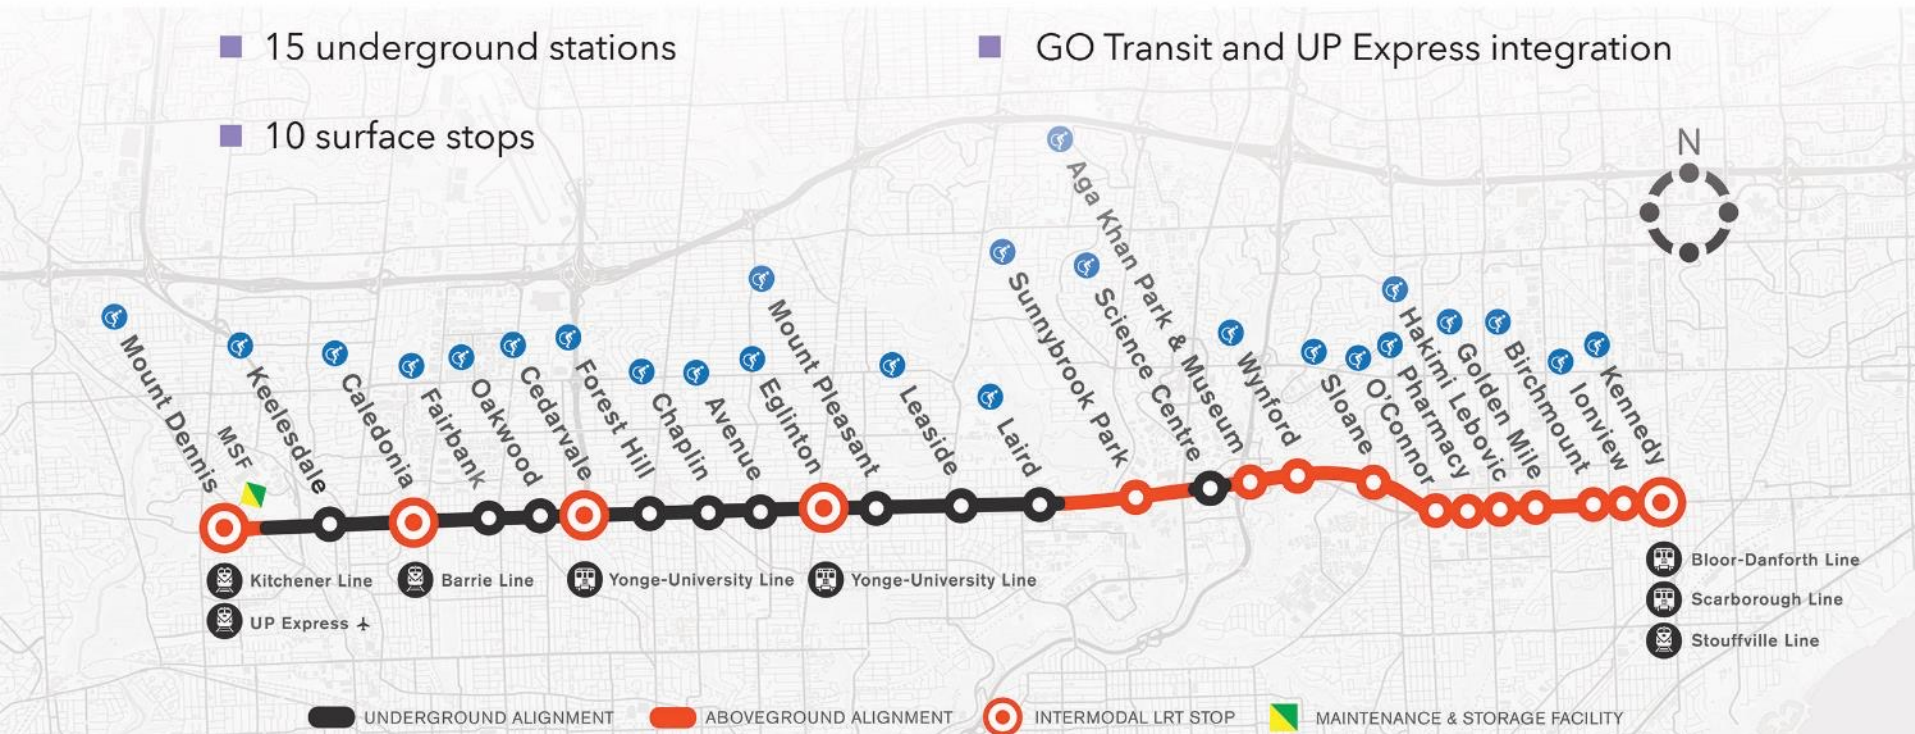 15 underground stations
10 surface stops
GO Transit and UP Express integration
N
Mount Dennis
MSF
Keelesdale
Caledonia
Fairbank
Oakwood
Cedarvale
Forest Hill
Chaplin
Avenue
Eglinton
Mount Pleasant
Leaside
Laird
Sunnybrook Park
Science Centre
Aga Khan Park & Museum
Wynford
Sloane
O'Connor
Pharmacy
Hakimi Lebovic
Golden Mile
Birchmount
Ionview
Kennedy
Kitchener Line
UP Express
Barrie Line
Yonge-University Line
Yonge-University Line
Bloor-Danforth Line
Scarborough Line
Stouffville Line
UNDERGROUND ALIGNMENT
ABOVEGROUND ALIGNMENT
INTERMODAL LRT STOP
MAINTENANCE & STORAGE FACILITY